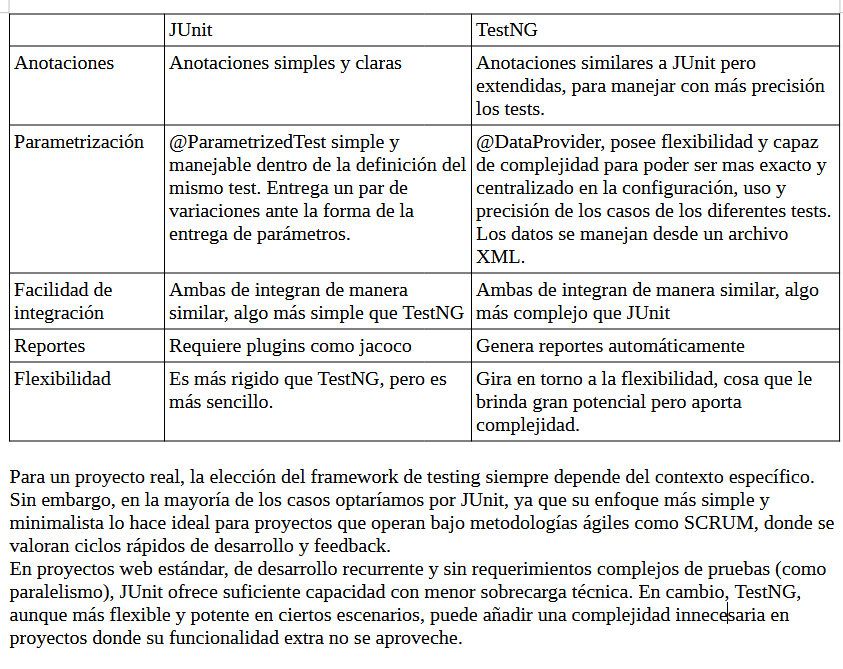 JUnit TestNG
Anotaciones Anotaciones simples y claras Anotaciones similares a JUnit pero
extendidas, para manejar con más precisión
los tests.
Parametrización @ParametrizedTest simple y @DataProvider, posee flexibilidad y capaz
manejable dentro de la definición del de complejidad para poder ser mas exacto y
mismo test. Entrega un par de centralizado en la configuración, uso y
variaciones ante la forma de la precisión de los casos de los diferentes tests.
entrega de parámetros. Los datos se manejan desde un archivo
XML.
Facilidad de Ambas de integran de manera Ambas de integran de manera similar, algo
integración similar, algo más simple que TestNG más complejo que JUnit
Reportes Requiere plugins como jacoco Genera reportes automáticamente
Flexibilidad Es más rigido que TestNG, pero es Gira en torno a la flexibilidad, cosa que le
más sencillo. brinda gran potencial pero aporta
complejidad.
Para un proyecto real, la elección del framework de testing siempre depende del contexto específico.
Sin embargo, en la mayoría de los casos optaríamos por JUnit, ya que su enfoque más simple y
minimalista lo hace ideal para proyectos que operan bajo metodologías ágiles como SCRUM, donde se
valoran ciclos rápidos de desarrollo y feedback.
En proyectos web estándar, de desarrollo recurrente y sin requerimientos complejos de pruebas (como
paralelismo), JUnit ofrece suficiente capacidad con menor sobrecarga técnica. En cambio, TestNG,
aunque más flexible y potente en ciertos escenarios, puede añadir una complejidad innecesaria en
proyectos donde su funcionalidad extra no se aproveche.